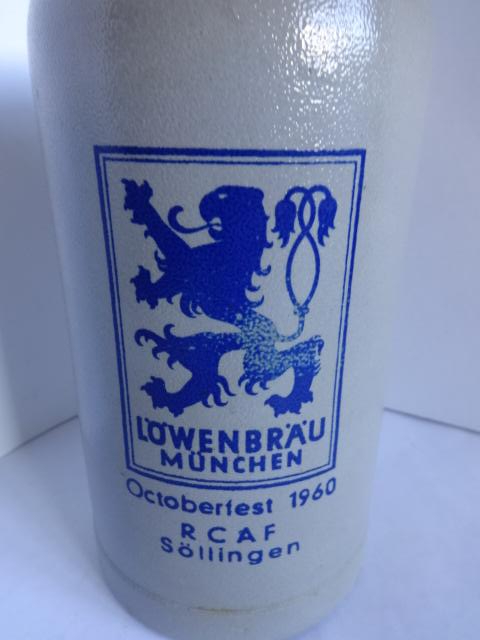 LÖWENBRÄU
MÜNCHEN
Octoberfest 1960
RCAF
Söllingen